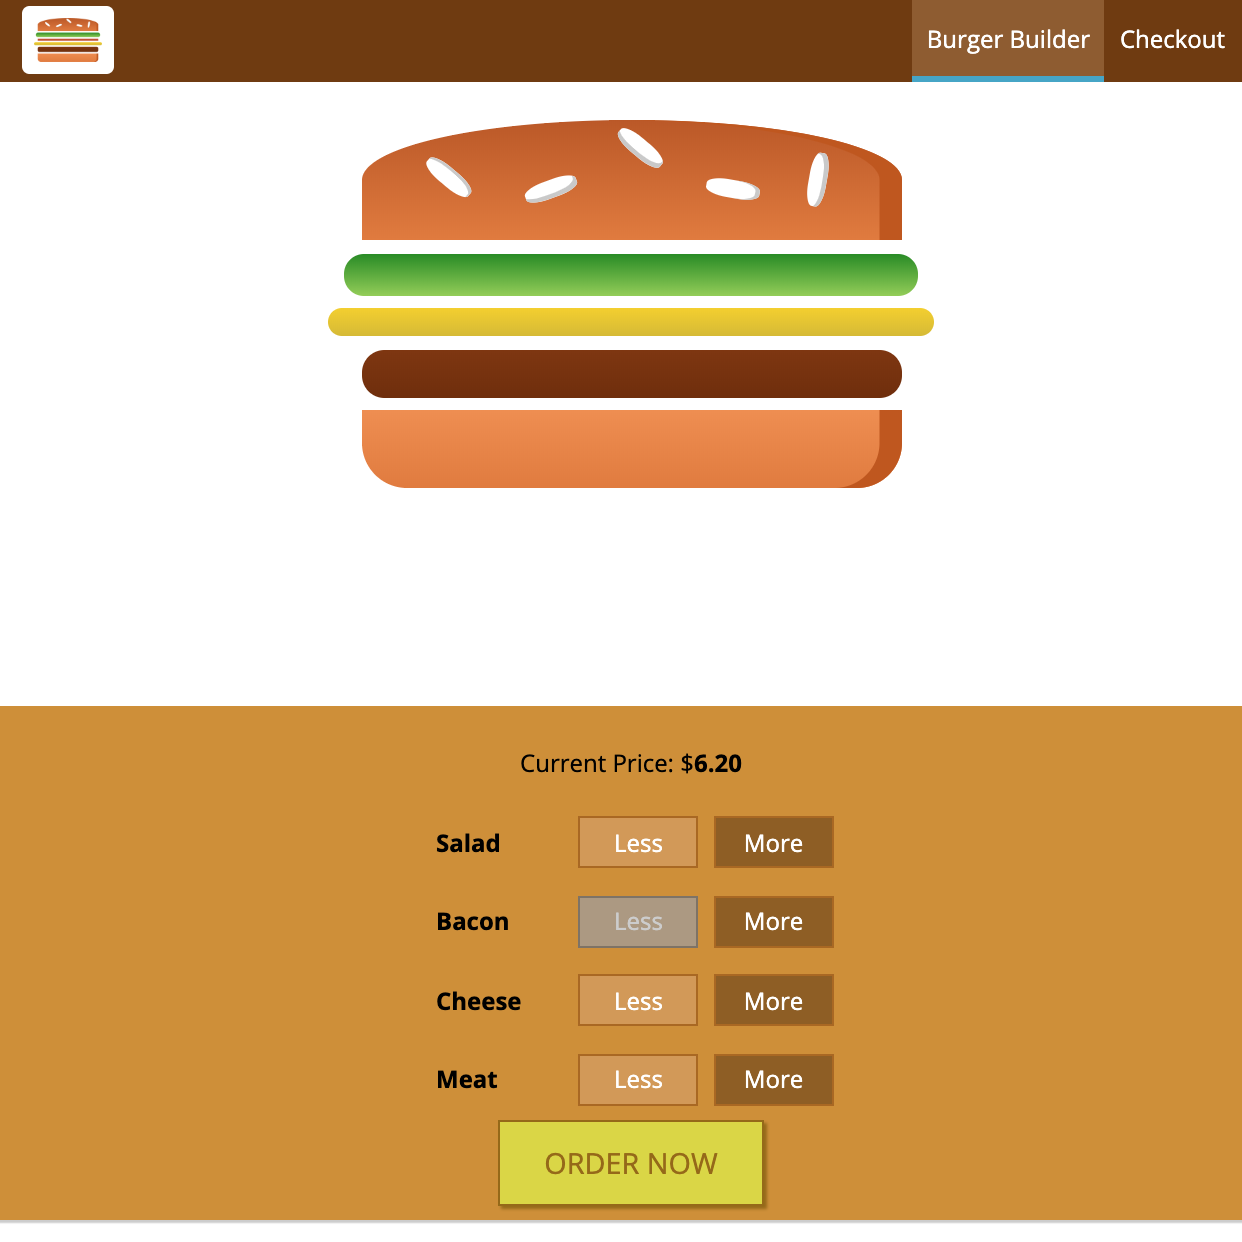 Burger Builder Checkout
Current Price: $6.20
Salad Less More
Bacon Less More
Cheese Less More
Meat Less More
ORDER NOW